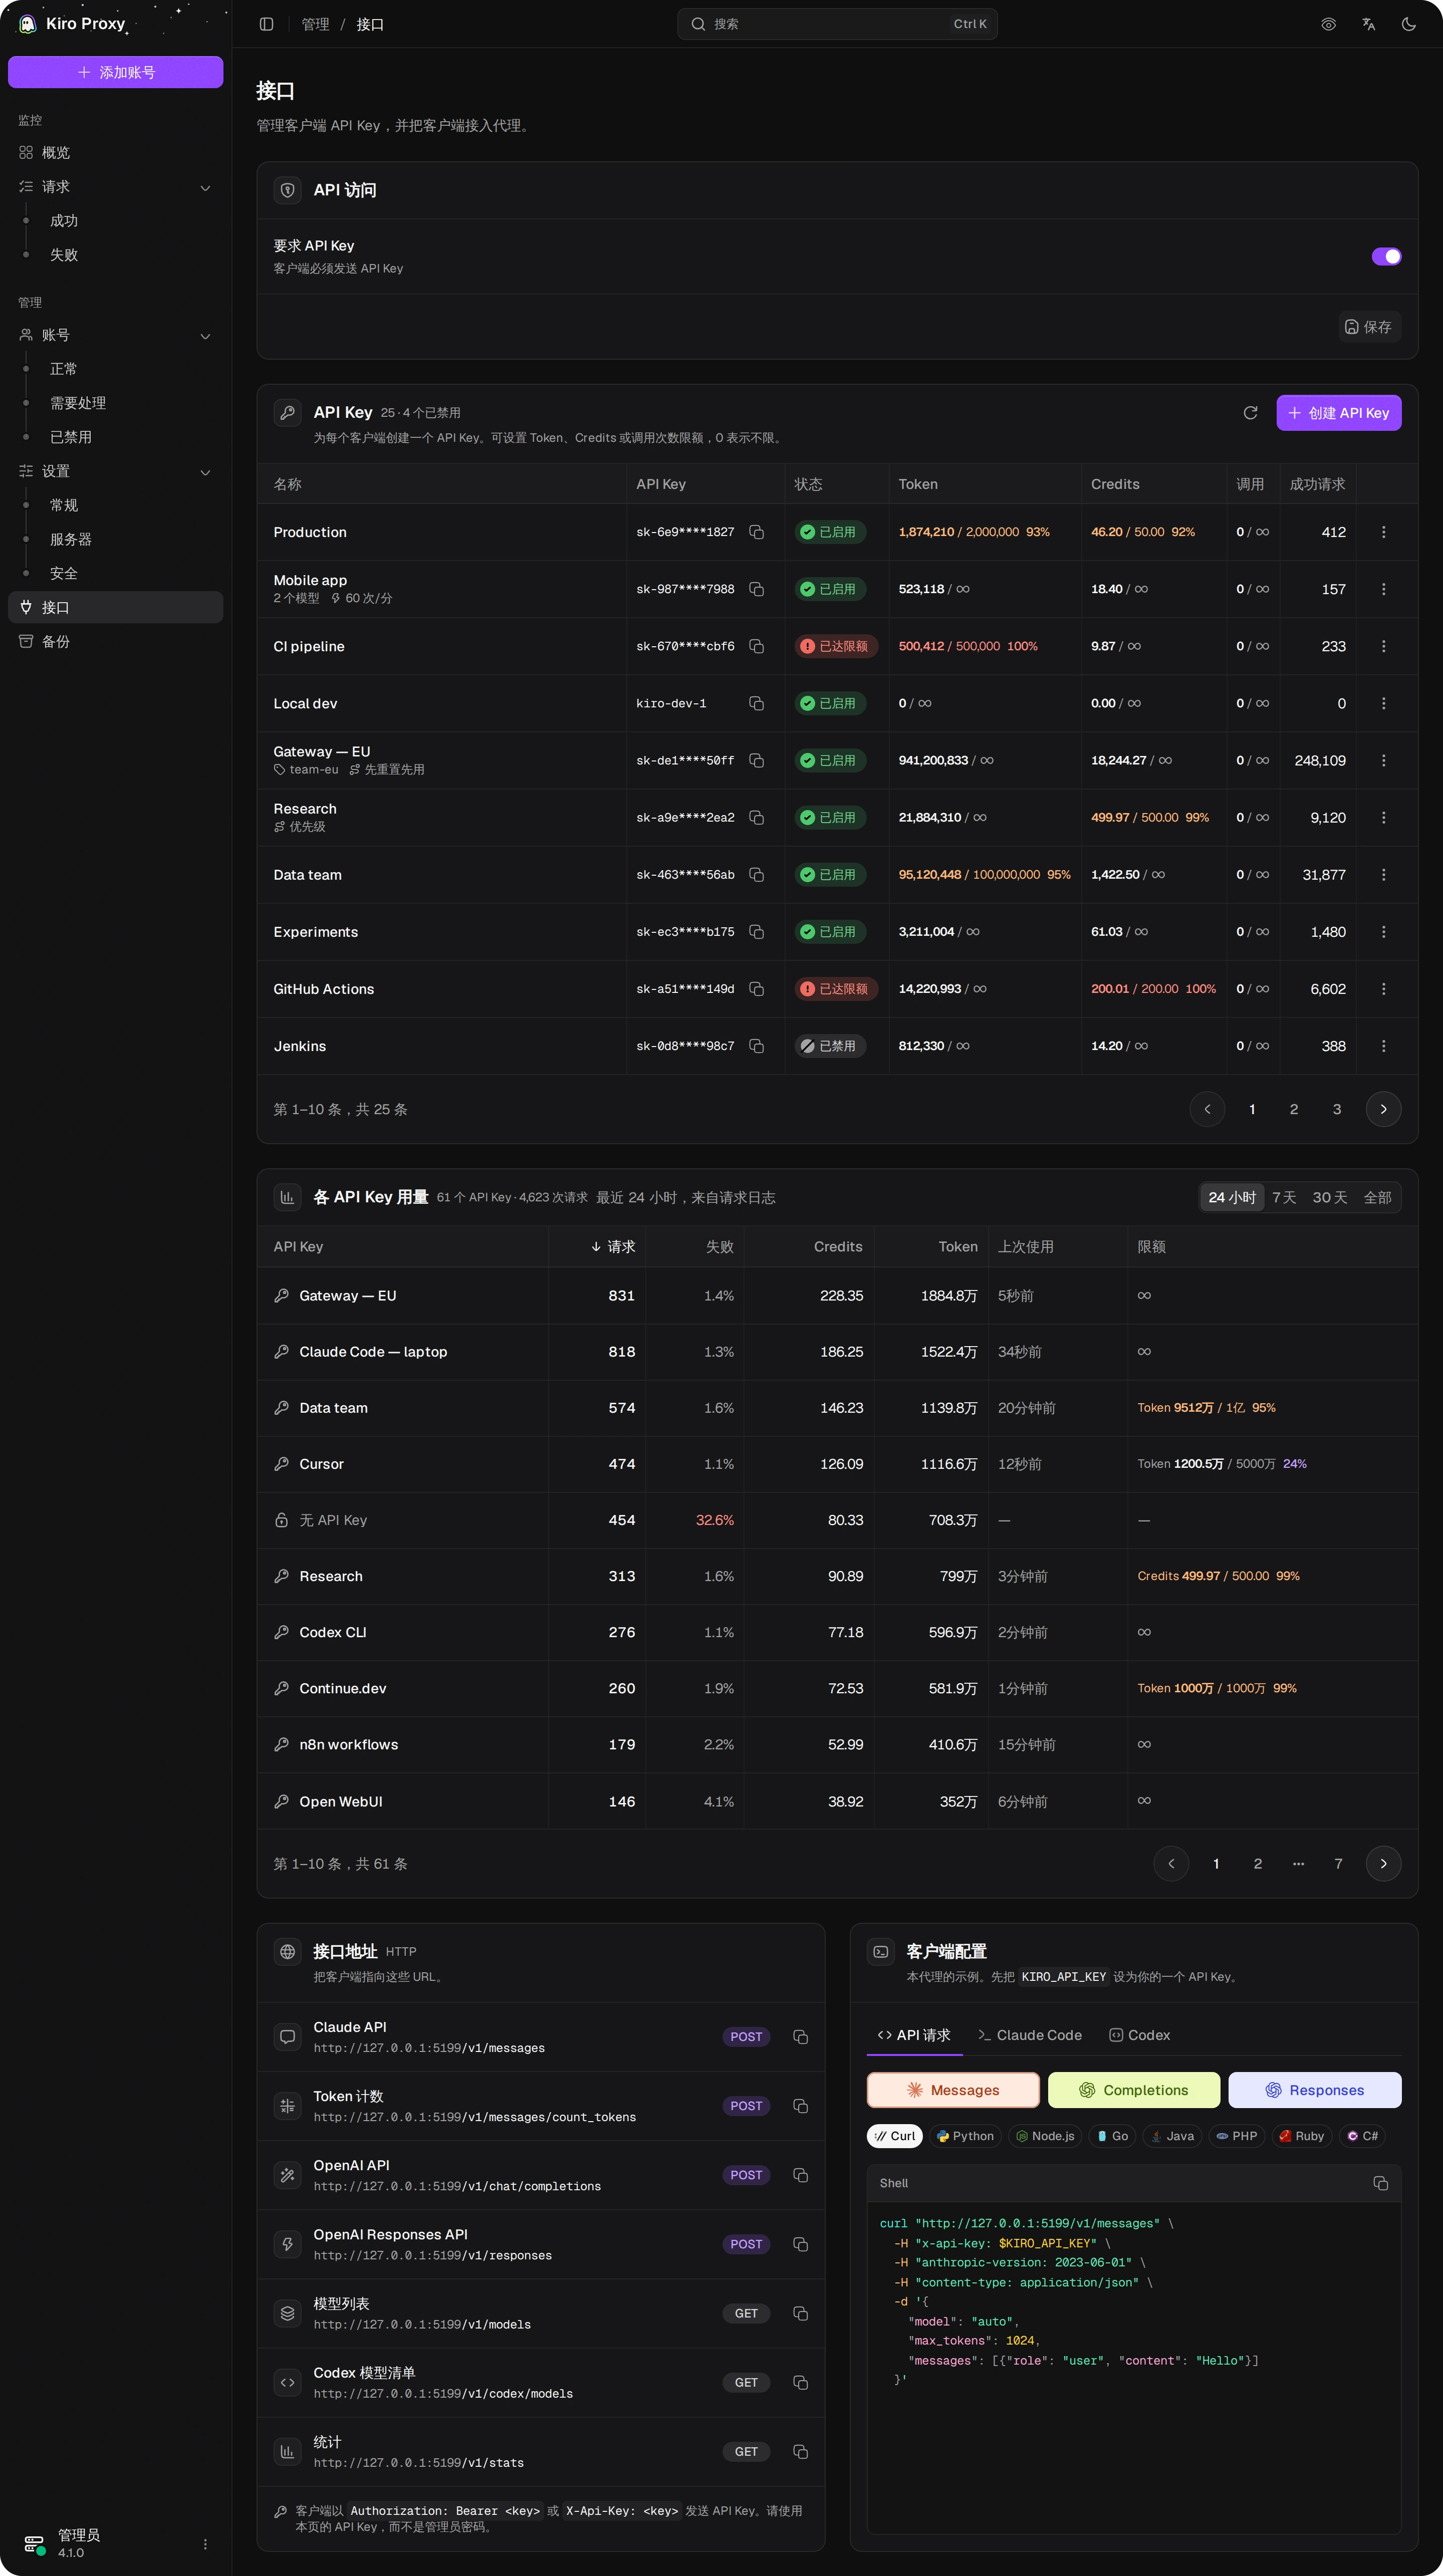 Kiro Proxy
管理 / 接口
搜索 Ctrl K
添加账号
监控
概览
请求
成功
失败
管理
账号
正常
需要处理
已禁用
设置
常规
服务器
安全
接口
备份
管理员
4.1.0
接口
管理客户端 API Key，并把客户端接入代理。
API 访问
要求 API Key
客户端必须发送 API Key
保存
API Key 25 · 4 个已禁用
为每个客户端创建一个 API Key。可设置 Token、Credits 或调用次数限额，0 表示不限。
创建 API Key
名称 API Key 状态 Token Credits 调用 成功请求
Production sk-6e9****1827 已启用 1,874,210 / 2,000,000 93% 46.20 / 50.00 92% 0 / ∞ 412
Mobile app sk-987****7988 已启用 523,118 / ∞ 18.40 / ∞ 0 / ∞ 157
2 个模型 60 次/分
CI pipeline sk-670****cbf6 已达限额 500,412 / 500,000 100% 9.87 / ∞ 0 / ∞ 233
Local dev kiro-dev-1 已启用 0 / ∞ 0.00 / ∞ 0 / ∞ 0
Gateway — EU sk-de1****50ff 已启用 941,200,833 / ∞ 18,244.27 / ∞ 0 / ∞ 248,109
team-eu 先重置先用
Research sk-a9e****2ea2 已启用 21,884,310 / ∞ 499.97 / 500.00 99% 0 / ∞ 9,120
优先级
Data team sk-463****56ab 已启用 95,120,448 / 100,000,000 95% 1,422.50 / ∞ 0 / ∞ 31,877
Experiments sk-ec3****b175 已启用 3,211,004 / ∞ 61.03 / ∞ 0 / ∞ 1,480
GitHub Actions sk-a51****149d 已达限额 14,220,993 / ∞ 200.01 / 200.00 100% 0 / ∞ 6,602
Jenkins sk-0d8****98c7 已禁用 812,330 / ∞ 14.20 / ∞ 0 / ∞ 388
第 1–10 条，共 25 条 1 2 3
各 API Key 用量 61 个 API Key · 4,623 次请求 最近 24 小时，来自请求日志
24 小时 7 天 30 天 全部
API Key ↓ 请求 失败 Credits Token 上次使用 限额
Gateway — EU 831 1.4% 228.35 1884.8万 5秒前 ∞
Claude Code — laptop 818 1.3% 186.25 1522.4万 34秒前 ∞
Data team 574 1.6% 146.23 1139.8万 20分钟前 Token 9512万 / 1亿 95%
Cursor 474 1.1% 126.09 1116.6万 12秒前 Token 1200.5万 / 5000万 24%
无 API Key 454 32.6% 80.33 708.3万 — —
Research 313 1.6% 90.89 799万 3分钟前 Credits 499.97 / 500.00 99%
Codex CLI 276 1.1% 77.18 596.9万 2分钟前 ∞
Continue.dev 260 1.9% 72.53 581.9万 1分钟前 Token 1000万 / 1000万 99%
n8n workflows 179 2.2% 52.99 410.6万 15分钟前 ∞
Open WebUI 146 4.1% 38.92 352万 6分钟前 ∞
第 1–10 条，共 61 条 1 2 ••• 7
接口地址 HTTP
把客户端指向这些 URL。
Claude API
http://127.0.0.1:5199/v1/messages POST
Token 计数
http://127.0.0.1:5199/v1/messages/count_tokens POST
OpenAI API
http://127.0.0.1:5199/v1/chat/completions POST
OpenAI Responses API
http://127.0.0.1:5199/v1/responses POST
模型列表
http://127.0.0.1:5199/v1/models GET
Codex 模型清单
http://127.0.0.1:5199/v1/codex/models GET
统计
http://127.0.0.1:5199/v1/stats GET
客户端以 Authorization: Bearer <key> 或 X-Api-Key: <key> 发送 API Key。请使用
本页的 API Key，而不是管理员密码。
客户端配置
本代理的示例。先把 KIRO_API_KEY 设为你的一个 API Key。
API 请求 Claude Code Codex
Messages Completions Responses
Curl Python Node.js Go Java PHP Ruby C#
Shell
curl "http://127.0.0.1:5199/v1/messages" \
-H "x-api-key: $KIRO_API_KEY" \
-H "anthropic-version: 2023-06-01" \
-H "content-type: application/json" \
-d '{
"model": "auto",
"max_tokens": 1024,
"messages": [{"role": "user", "content": "Hello"}]
}'